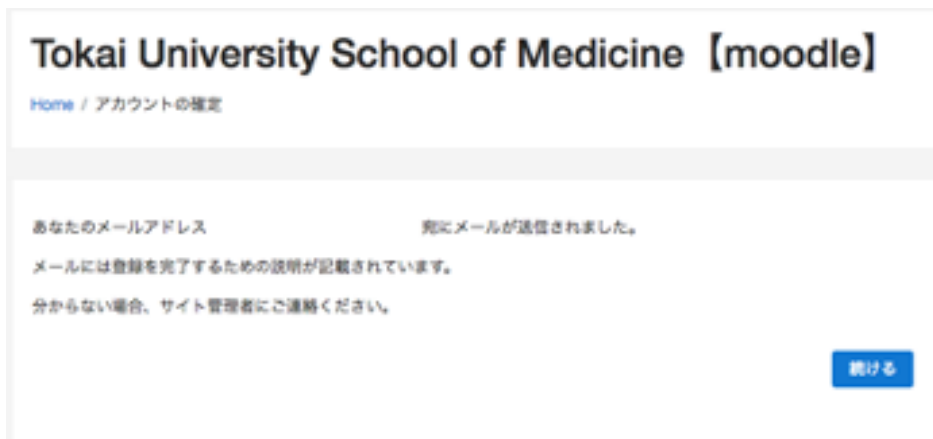 Tokai University School of Medicine【moodle】
Home / アカウントの確定
あなたのメールアドレス 宛にメールが送信されました。
メールには登録を完了するための説明が記載されています。
分からない場合、サイト管理者にご連絡ください。
続ける